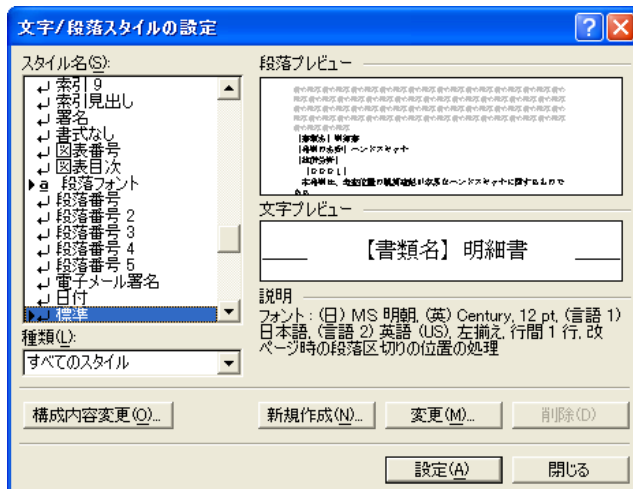 文字/段落スタイルの設定
スタイル名(S):
索引 9
索引見出し
署名
書式なし
図表番号
図表目次
a 段落フォント
段落番号
段落番号 2
段落番号 3
段落番号 4
段落番号 5
電子メール署名
日付
標準
種類(L):
すべてのスタイル
段落プレビュー
文字プレビュー
【書類名】明細書
説明
フォント : (日) MS 明朝, (英) Century, 12 pt, (言語 1)
日本語, (言語 2) 英語 (US), 左揃え, 行間 1 行, 改
ページ時の段落区切りの位置の処理
構成内容変更(O)...
新規作成(N)...
変更(M)...
削除(D)
設定(A)
閉じる